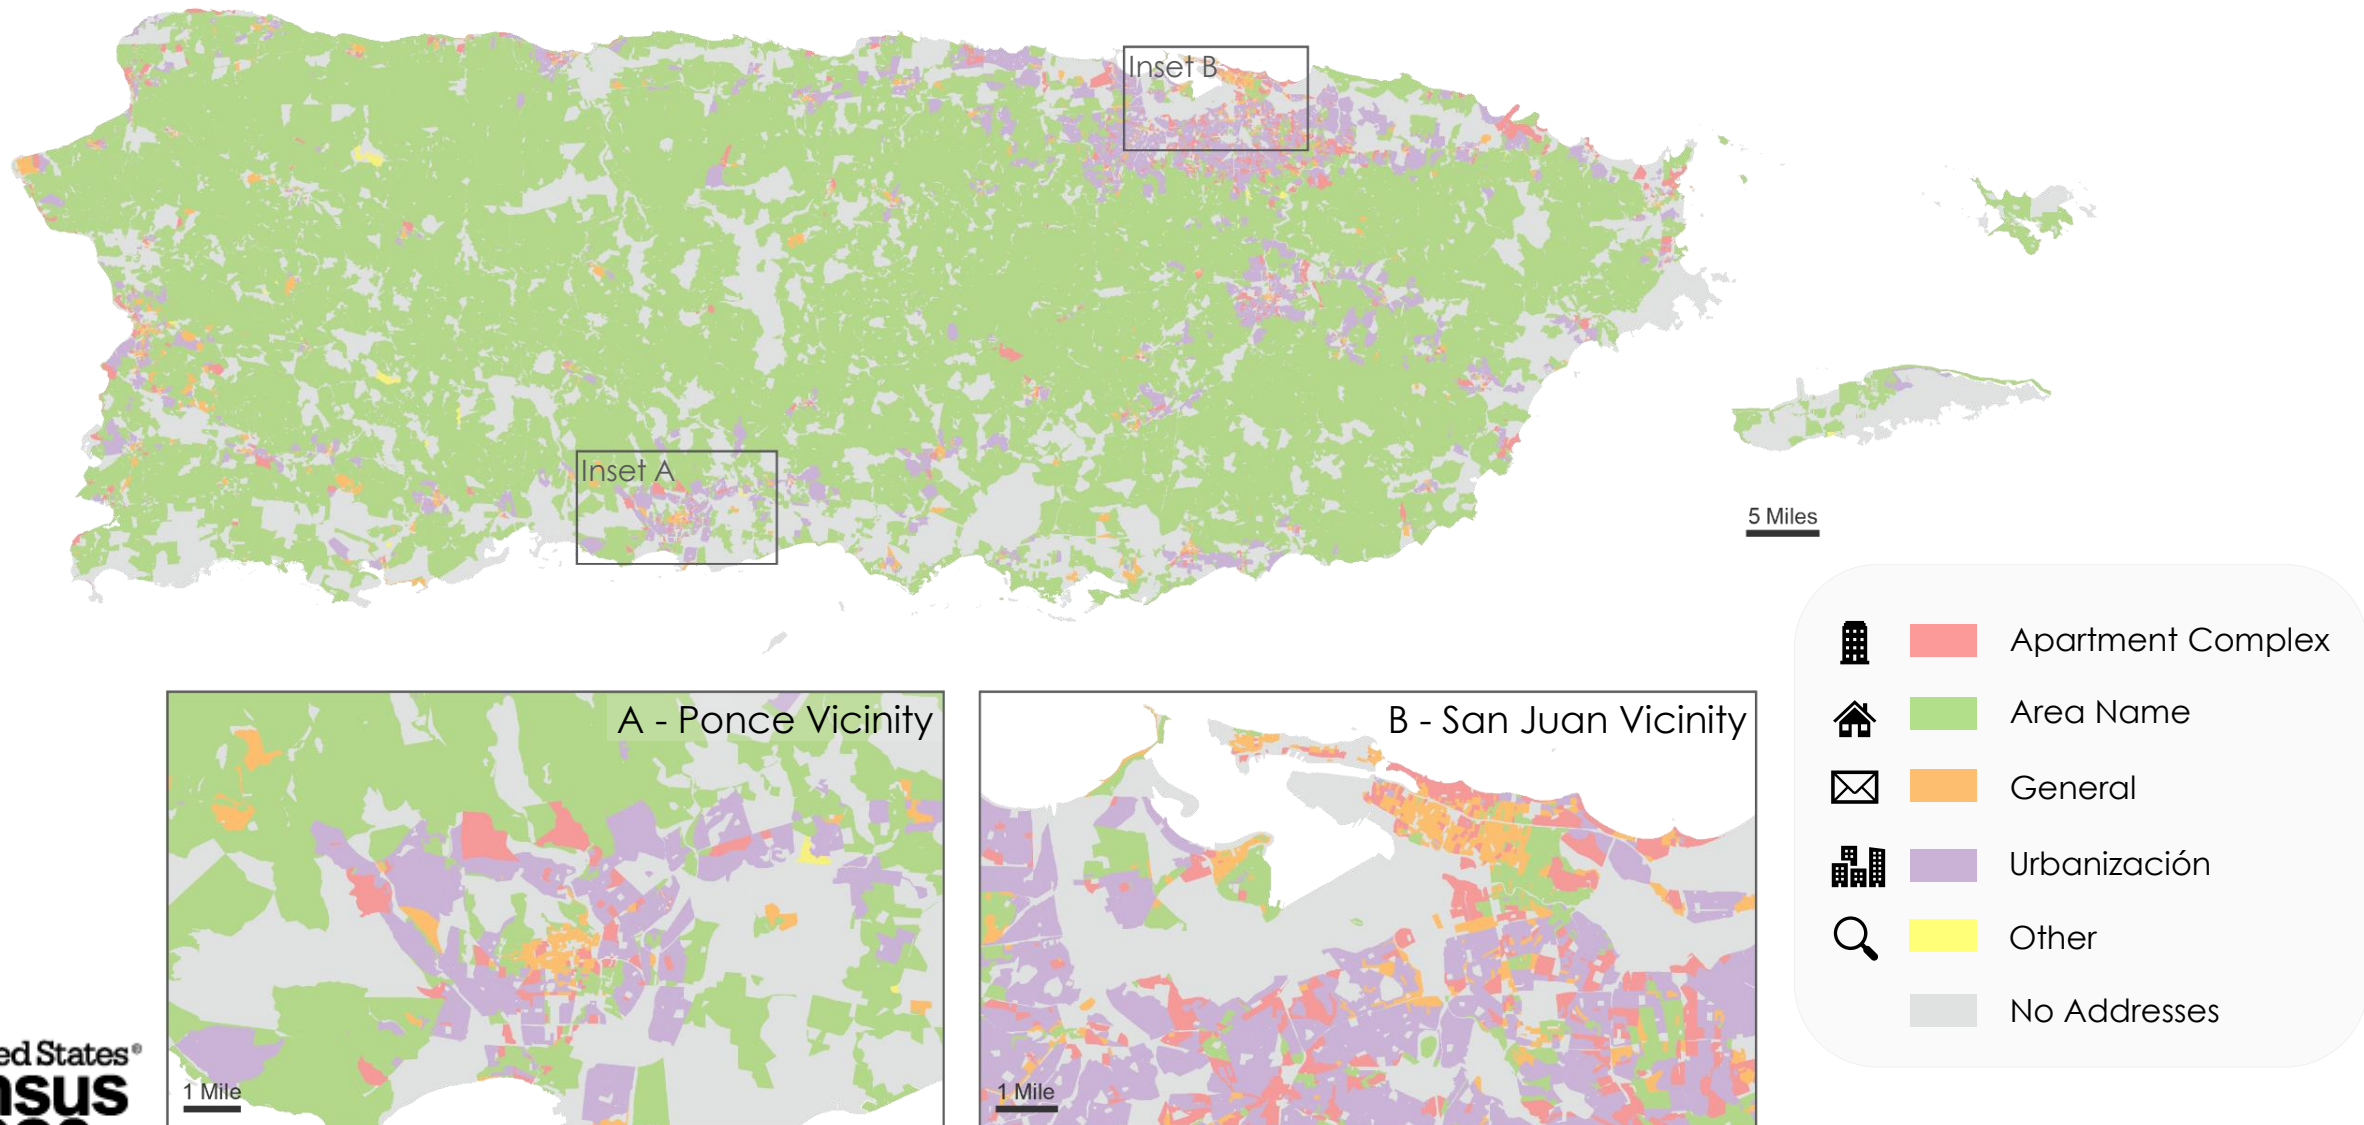 Inset B
Inset A
5 Miles
Apartment Complex
Area Name
General
Urbanización
Other
No Addresses
A - Ponce Vicinity
1 Mile
B - San Juan Vicinity
1 Mile
ed States®
nsus